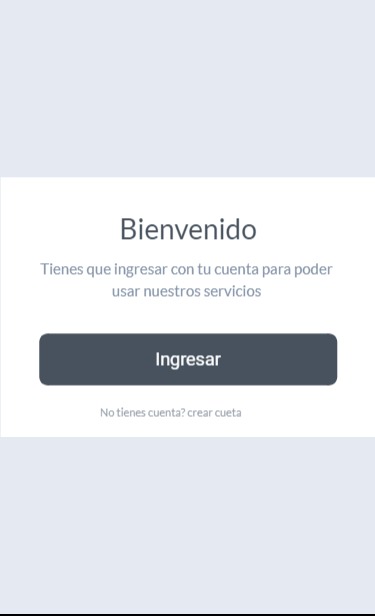 Bienvenido
Tienes que ingresar con tu cuenta para poder
usar nuestros servicios
Ingresar
No tienes cuenta? crear cueta